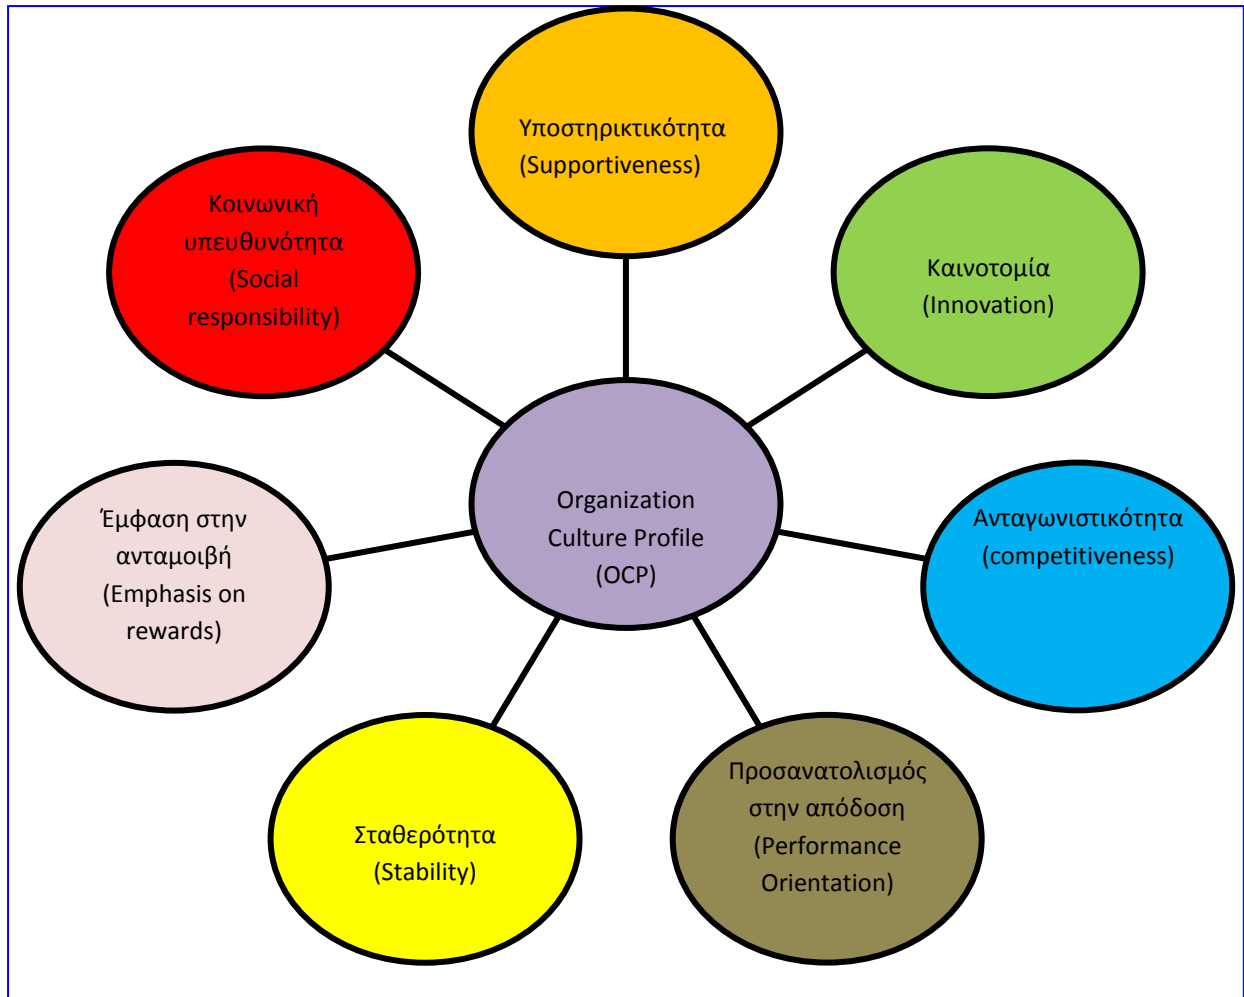 Υποστηρικτικότητα
(Supportiveness)
Κοινωνική
υπευθυνότητα
(Social
responsibility)
Καινοτομία
(Innovation)
Organization
Culture Profile
(OCP)
Έμφαση στην
ανταμοιβή
(Emphasis on
rewards)
Ανταγωνιστικότητα
(competitiveness)
Σταθερότητα
(Stability)
Προσανατολισμός
στην απόδοση
(Performance
Orientation)